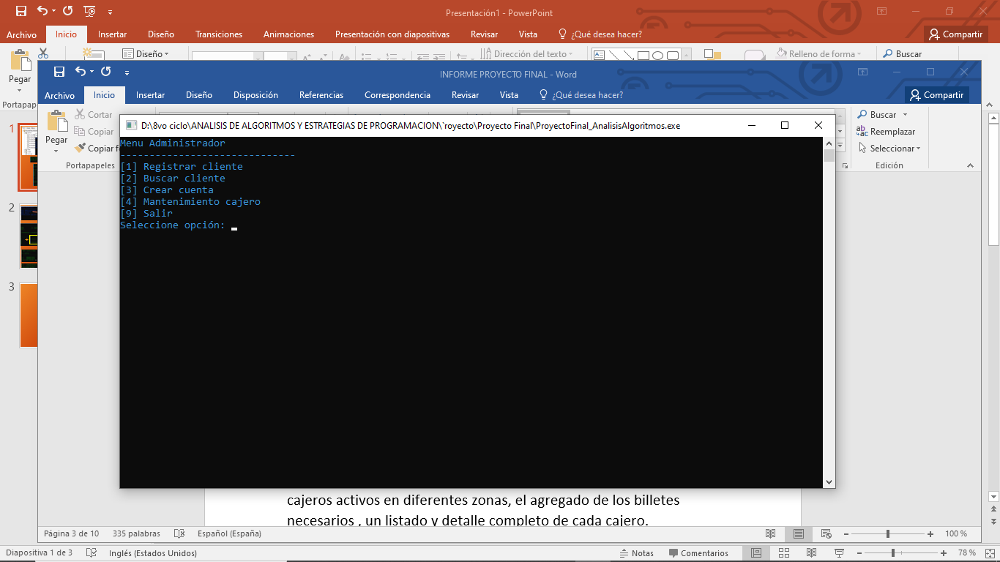 Presentación1 - PowerPoint
Archivo Inicio Insertar Diseño Transiciones Animaciones Presentación con diapositivas Revisar Vista ¿Qué desea hacer? Compartir
Pegar Diseño Dirección del texto Relleno de forma Buscar
Portapap
INFORME PROYECTO FINAL - Word
Archivo Inicio Insertar Diseño Disposición Referencias Correspondencia Revisar Vista ¿Qué desea hacer? Compartir
Pegar
Cortar
Copiar
Copiar fo
Portapapeles
Buscar
Reemplazar
Seleccionar
Edición
D:\8vo ciclo\ANALISIS DE ALGORITMOS Y ESTRATEGIAS DE PROGRAMACION\`royecto\Proyecto Final\ProyectoFinal_AnalisisAlgoritmos.exe
Menu Administrador
------------------------------
[1] Registrar cliente
[2] Buscar cliente
[3] Crear cuenta
[4] Mantenimiento cajero
[9] Salir
Seleccione opción:
1
2
3
cajeros activos en diferentes zonas, el agregado de los billetes
necesarios , un listado y detalle completo de cada cajero.
Página 3 de 10 335 palabras Español (España) 100 %
Diapositiva 1 de 3 Inglés (Estados Unidos) Notas Comentarios 78 %